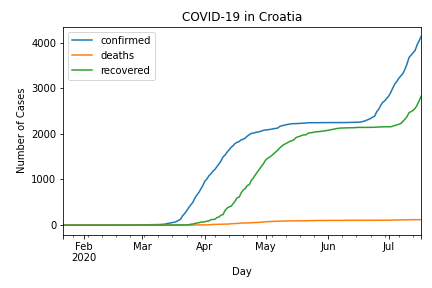 COVID-19 in Croatia
confirmed
deaths
recovered
Number of Cases
4000
3000
2000
1000
0
Feb
2020
Mar
Apr
May
Jun
Jul
Day